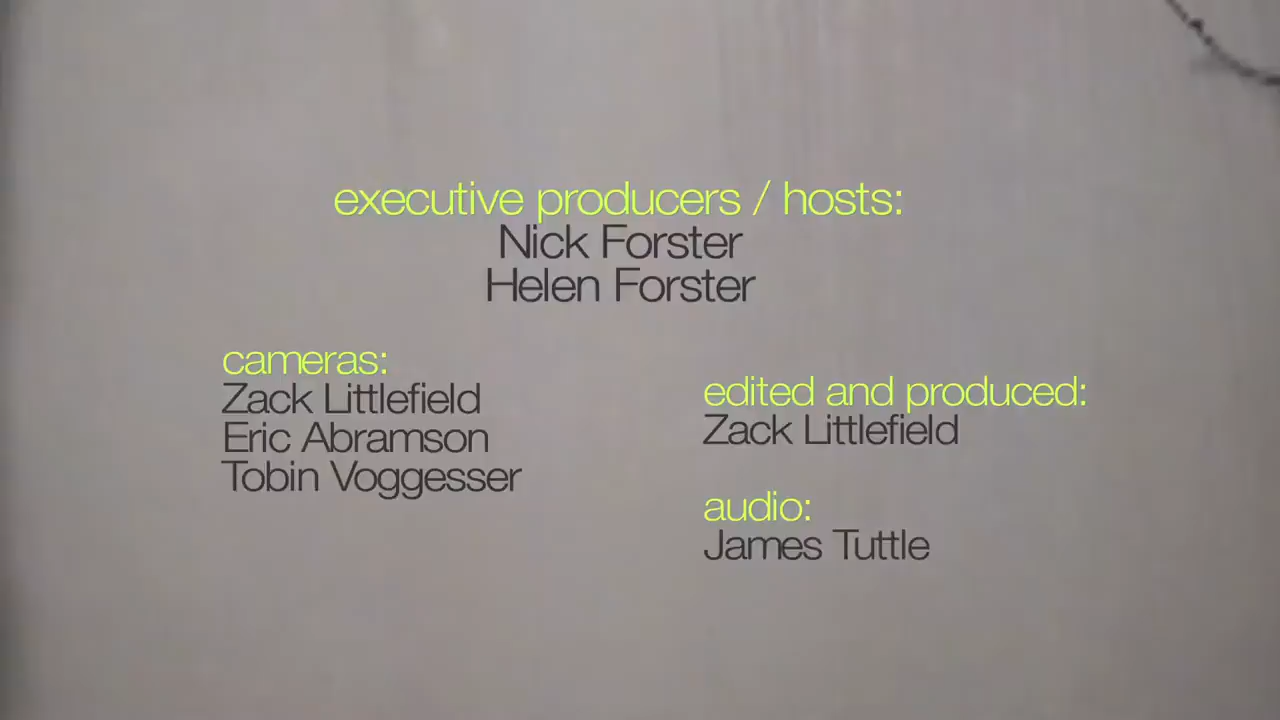 executive producers / hosts:
Nick Forster
Helen Forster
cameras:
Zack Littlefield
Eric Abramson
Tobin Voggesser
edited and produced:
Zack Littlefield
audio:
James Tuttle